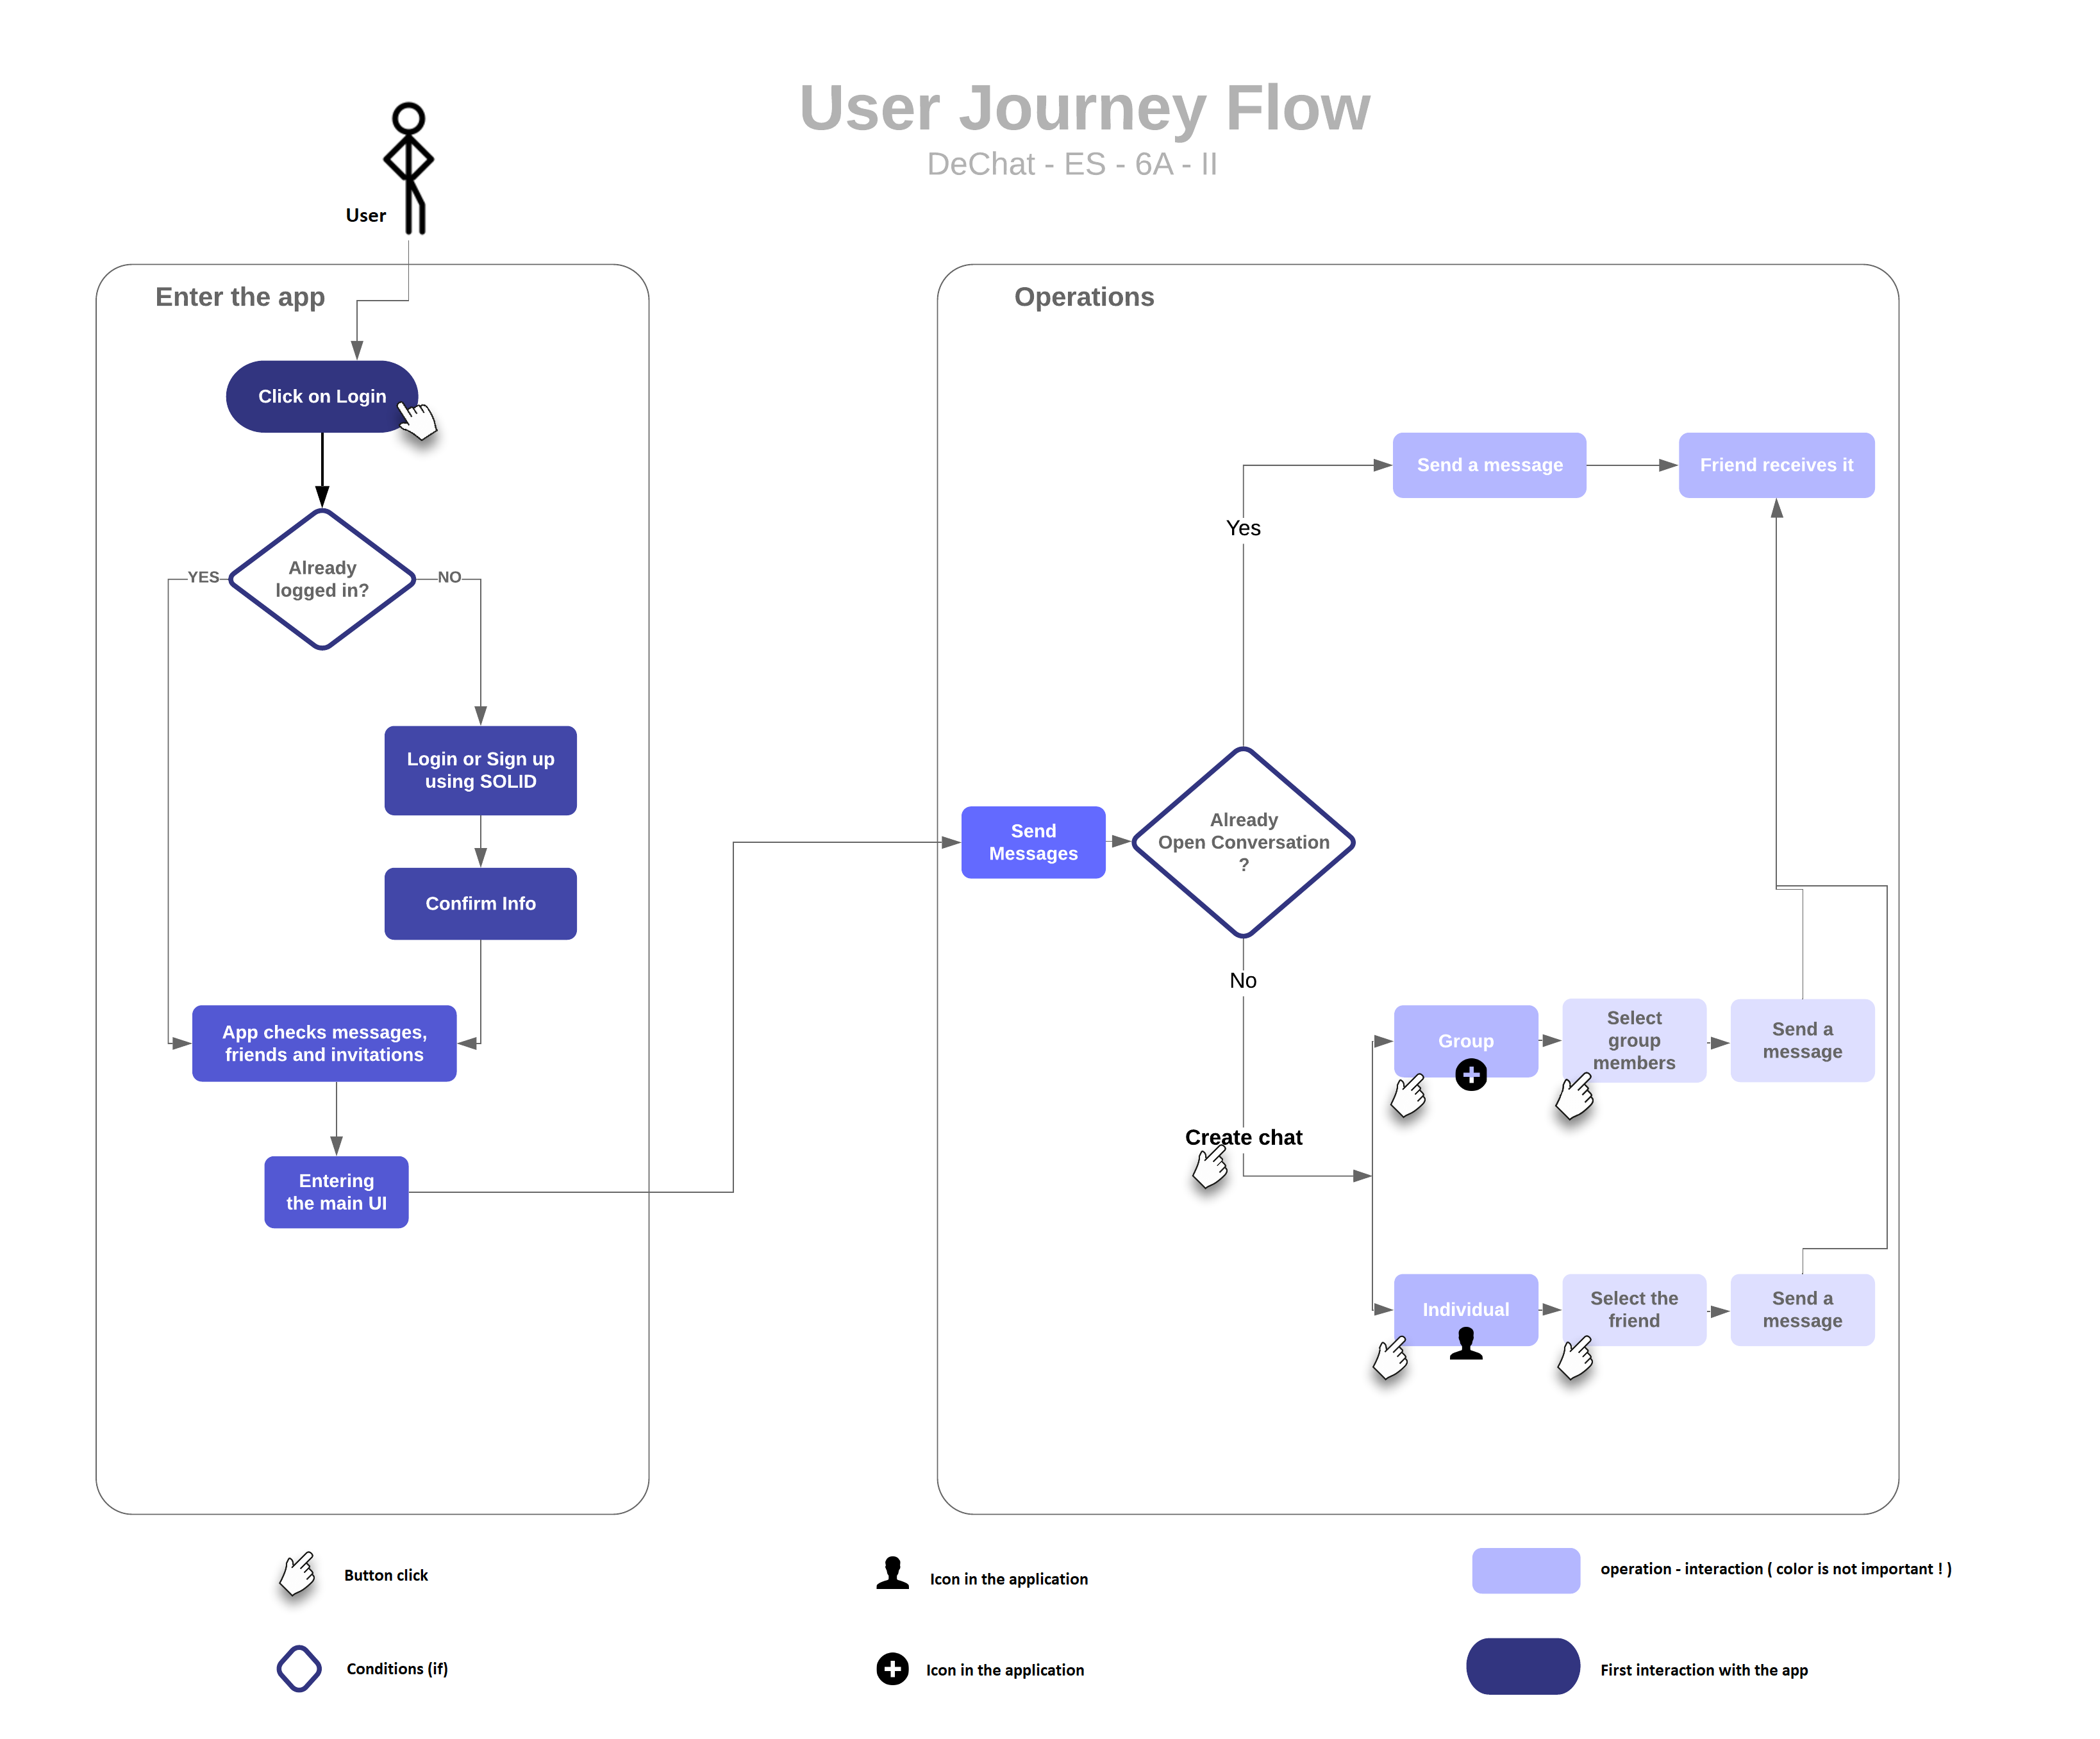 User Journey Flow
DeChat - ES - 6A - II
User
Enter the app
Click on Login
Already
logged in?
YES
NO
Login or Sign up
using SOLID
Confirm Info
App checks messages,
friends and invitations
Entering
the main UI
Operations
Send
Messages
Already
Open Conversation
?
Yes
Send a message
Friend receives it
No
Create chat
Group
Select
group
members
Send a
message
Individual
Select the
friend
Send a
message
Button click
Icon in the application
operation - interaction ( color is not important ! )
Conditions (if)
Icon in the application
First interaction with the app